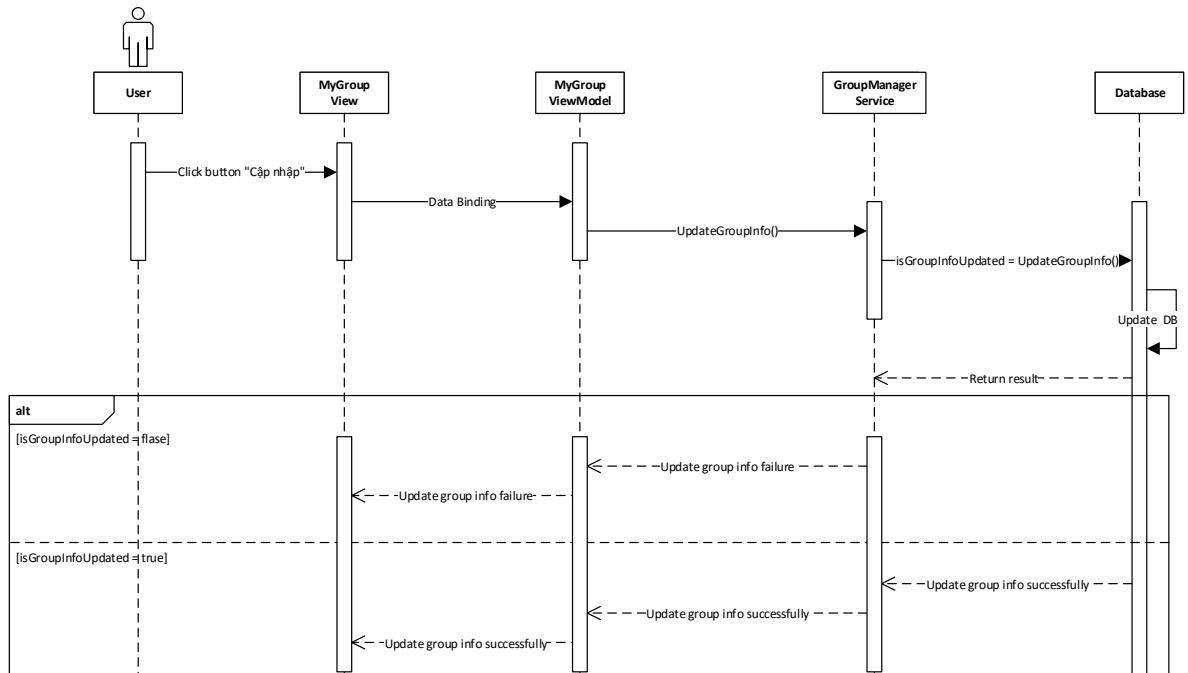 User
MyGroup
View
MyGroup
ViewModel
GroupManager
Service
Database
Click button "Cập nhập"
Data Binding
UpdateGroupInfo()
isGroupInfoUpdated = UpdateGroupInfo()
Update DB
Return result
alt
[isGroupInfoUpdated = flase]
Update group info failure
Update group info failure
[isGroupInfoUpdated = true]
Update group info successfully
Update group info successfully
Update group info successfully